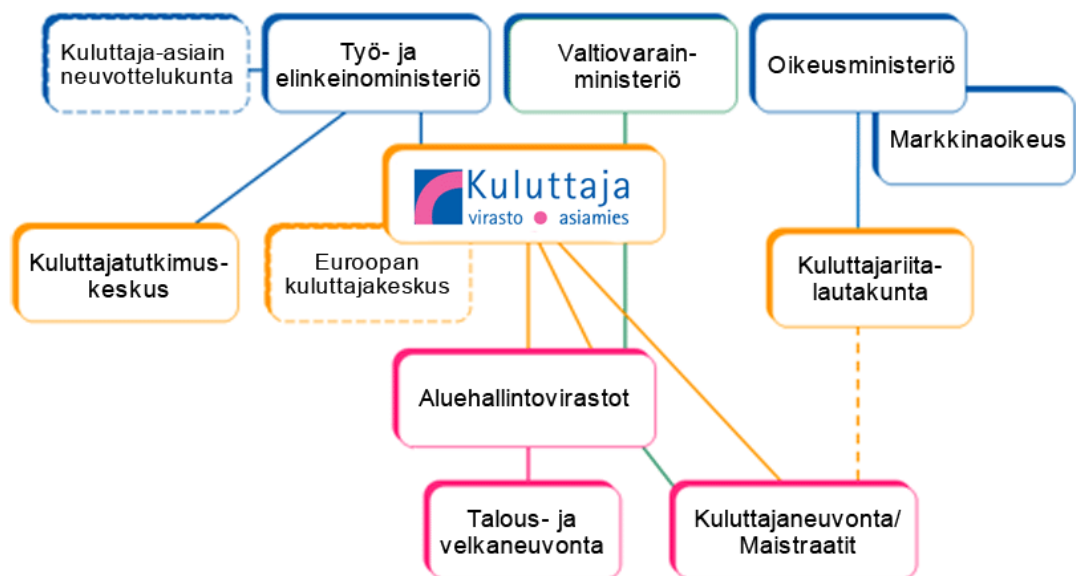 Kuluttaja-asiain
neuvottelukunta
Työ- ja
elinkeinoministeriö
Valtiovarain-
ministeriö
Oikeusministeriö
Markkinaoikeus
Kuluttaja
virasto asiamies
Kuluttajatutkimus-
keskus
Euroopan
kuluttajakeskus
Kuluttajariita-
lautakunta
Aluehallintovirastot
Talous- ja
velkaneuvonta
Kuluttajaneuvonta/
Maistraatit